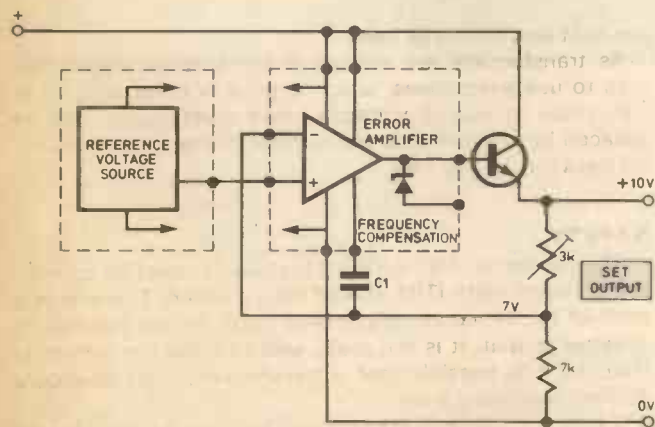 +
REFERENCE
VOLTAGE
SOURCE
−
+
ERROR
AMPLIFIER
FREQUENCY
COMPENSATION
C1
+10V
3k
SET
OUTPUT
7V
7k
0V